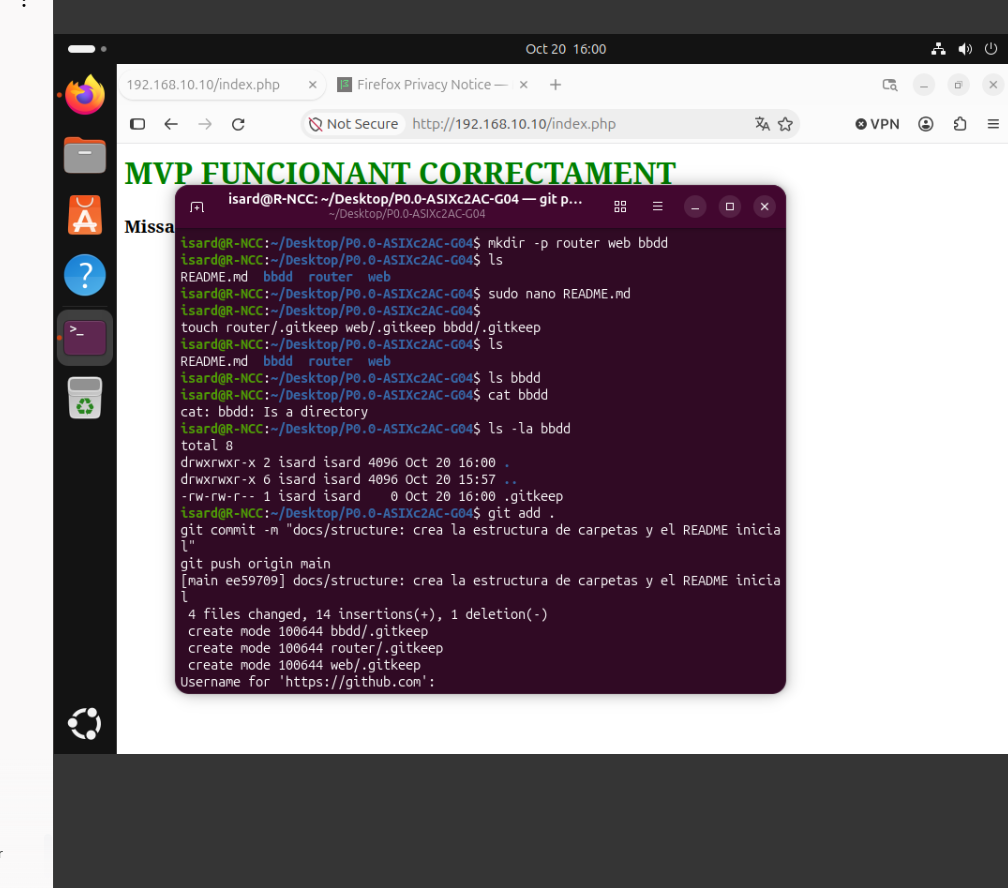 Oct 20 16:00
192.168.10.10/index.php
Firefox Privacy Notice —
Not Secure
http://192.168.10.10/index.php
VPN
MVP FUNCIONANT CORRECTAMENT
Missa
isard@R-NCC: ~/Desktop/P0.0-ASIXc2AC-G04 — git p...
~/Desktop/P0.0-ASIXc2AC-G04
isard@R-NCC:~/Desktop/P0.0-ASIXc2AC-G04$ mkdir -p router web bbdd
isard@R-NCC:~/Desktop/P0.0-ASIXc2AC-G04$ ls
README.md bbdd router web
isard@R-NCC:~/Desktop/P0.0-ASIXc2AC-G04$ sudo nano README.md
isard@R-NCC:~/Desktop/P0.0-ASIXc2AC-G04$
touch router/.gitkeep web/.gitkeep bbdd/.gitkeep
isard@R-NCC:~/Desktop/P0.0-ASIXc2AC-G04$ ls
README.md bbdd router web
isard@R-NCC:~/Desktop/P0.0-ASIXc2AC-G04$ ls bbdd
isard@R-NCC:~/Desktop/P0.0-ASIXc2AC-G04$ cat bbdd
cat: bbdd: Is a directory
isard@R-NCC:~/Desktop/P0.0-ASIXc2AC-G04$ ls -la bbdd
total 8
drwxrwxr-x 2 isard isard 4096 Oct 20 16:00 .
drwxrwxr-x 6 isard isard 4096 Oct 20 15:57 ..
-rw-rw-r-- 1 isard isard 0 Oct 20 16:00 .gitkeep
isard@R-NCC:~/Desktop/P0.0-ASIXc2AC-G04$ git add .
git commit -m "docs/structure: crea la estructura de carpetas y el README inicia
l"
git push origin main
[main ee59709] docs/structure: crea la estructura de carpetas y el README inicia
l
4 files changed, 14 insertions(+), 1 deletion(-)
create mode 100644 bbdd/.gitkeep
create mode 100644 router/.gitkeep
create mode 100644 web/.gitkeep
Username for 'https://github.com':